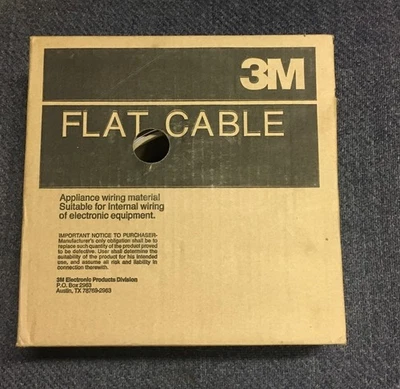 3M
FLAT CABLE
Appliance wiring material
Suitable for Internal wiring
of electronic equipment.
IMPORTANT NOTICE TO PURCHASER-
Manufacturer's only obligation shall be to
replace such quantity of the product proved
to be defective. User shall determine the
suitability of the product for his intended
use, and assume all risk and liability in
connection therewith.
3M Electronic Products Division
P.O. Box 2963
Austin, TX 78769-2963